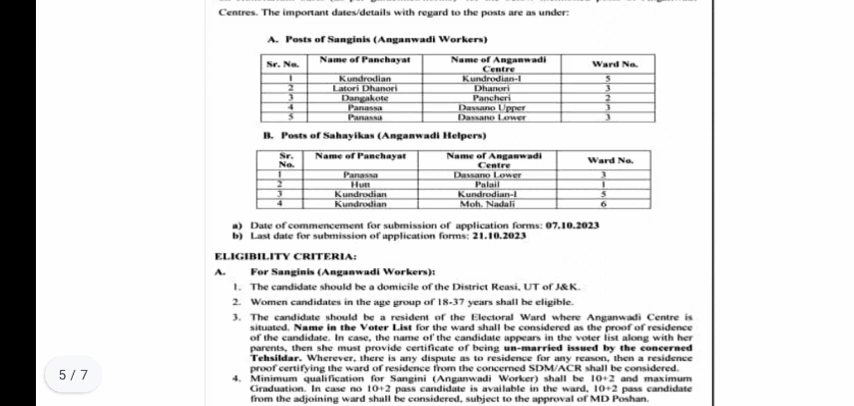 Centres. The important dates/details with regard to the posts are as under:
A. Posts of Sanginis (Anganwadi Workers)
Sr. No. Name of Panchayat Name of Anganwadi Centre Ward No.
1 Kundrodian Kundrodian-I 5
2 Latori Dhanori Dhanori 3
3 Dangakote Pancheri 2
4 Panassa Dassano Upper 3
5 Panassa Dassano Lower 3
B. Posts of Sahayikas (Anganwadi Helpers)
Sr. No. Name of Panchayat Name of Anganwadi Centre Ward No.
1 Panassa Dassano Lower 3
2 Hutt Palail 1
3 Kundrodian Kundrodian-I 5
4 Kundrodian Moh. Nadali 6
a) Date of commencement for submission of application forms: 07.10.2023
b) Last date for submission of application forms: 21.10.2023
ELIGIBILITY CRITERIA:
A. For Sanginis (Anganwadi Workers):
1. The candidate should be a domicile of the District Reasi, UT of J&K.
2. Women candidates in the age group of 18-37 years shall be eligible.
3. The candidate should be a resident of the Electoral Ward where Anganwadi Centre is
situated. Name in the Voter List for the ward shall be considered as the proof of residence
of the candidate. In case, the name of the candidate appears in the voter list along with her
parents, then she must provide certificate of being un-married issued by the concerned
Tehsildar. Wherever, there is any dispute as to residence for any reason, then a residence
proof certifying the ward of residence from the concerned SDM/ACR shall be considered.
4. Minimum qualification for Sangini (Anganwadi Worker) shall be 10+2 and maximum
Graduation. In case no 10+2 pass candidate is available in the ward, 10+2 pass candidate
from the adjoining ward shall be considered, subject to the approval of MD Poshan.
5 / 7